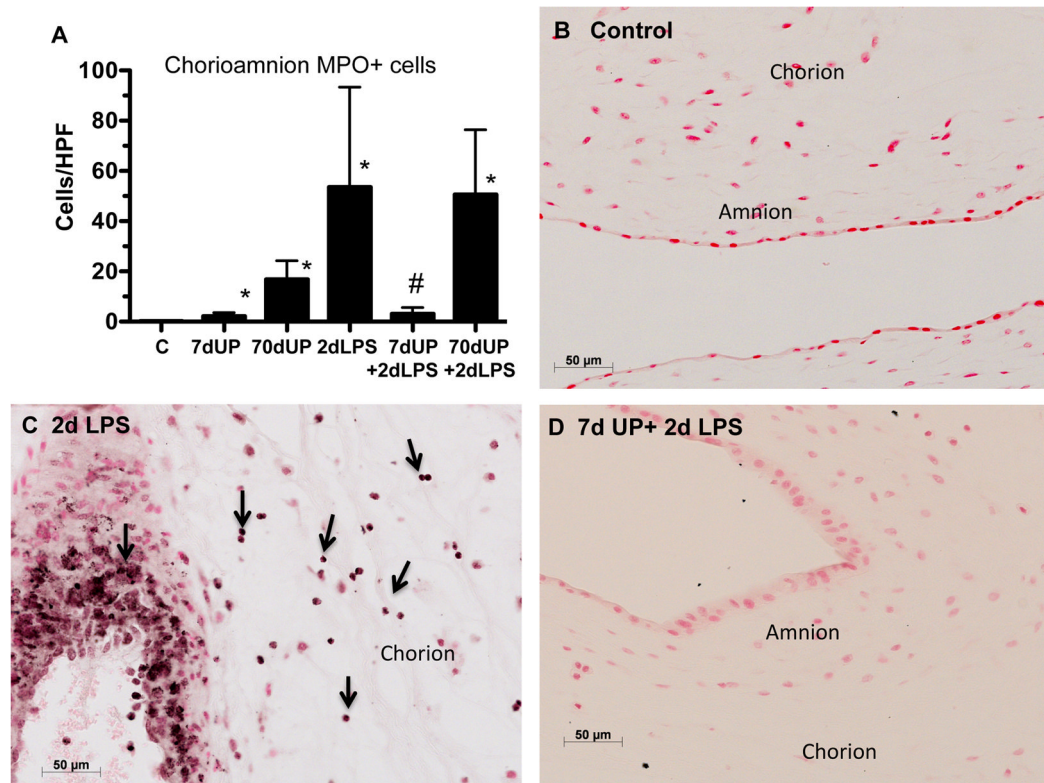 A
Chorioamnion MPO+ cells
Cells/HPF
100
80
60
40
20
0
*
*
*
#
*
C 7dUP 70dUP 2dLPS 7dUP 70dUP
+2dLPS +2dLPS
B Control
Chorion
Amnion
50 µm
C 2d LPS
Chorion
50 µm
D 7d UP+ 2d LPS
Amnion
Chorion
50 µm